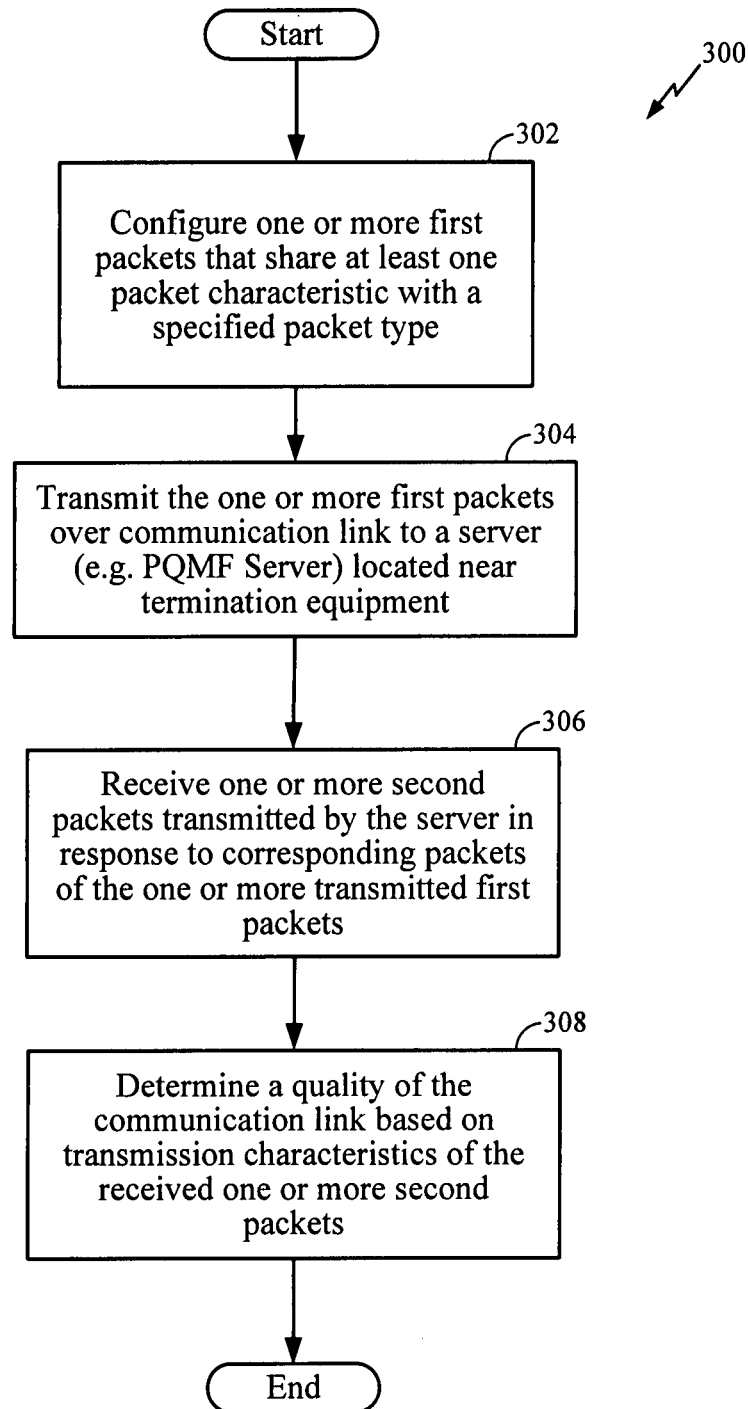 Start
300
302
Configure one or more first
packets that share at least one
packet characteristic with a
specified packet type
304
Transmit the one or more first packets
over communication link to a server
(e.g. PQMF Server) located near
termination equipment
306
Receive one or more second
packets transmitted by the server in
response to corresponding packets
of the one or more transmitted first
packets
308
Determine a quality of the
communication link based on
transmission characteristics of the
received one or more second
packets
End